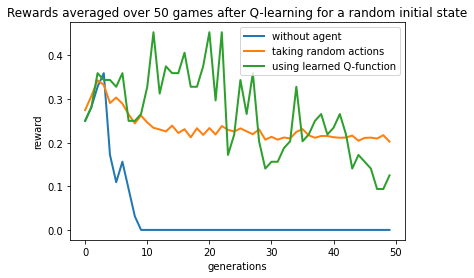 Rewards averaged over 50 games after Q-learning for a random initial state
without agent
taking random actions
using learned Q-function
reward
0.4
0.3
0.2
0.1
0.0
0 10 20 30 40 50
generations